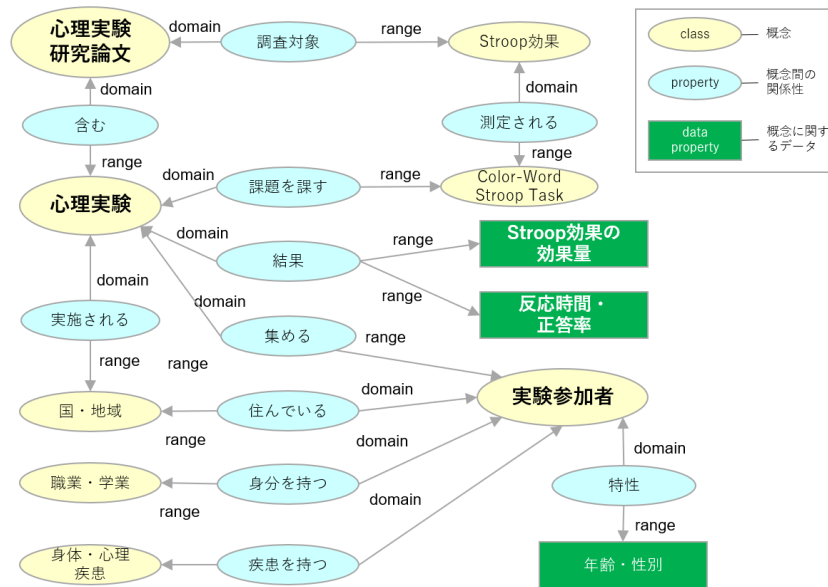 心理実験
研究論文
domain
調査対象
range
Stroop効果
class
概念
domain
domain
property
概念間の
関係性
含む
測定される
data
property
概念に関す
るデータ
range
range
domain
課題を課す
range
Color-Word
Stroop Task
心理実験
domain
結果
range
Stroop効果の
効果量
domain
range
反応時間・
正答率
domain
実施される
集める
range
range
range
domain
実験参加者
国・地域
住んでいる
range
domain
domain
職業・学業
身分を持つ
特性
range
domain
range
身体・心理
疾患
疾患を持つ
年齢・性別